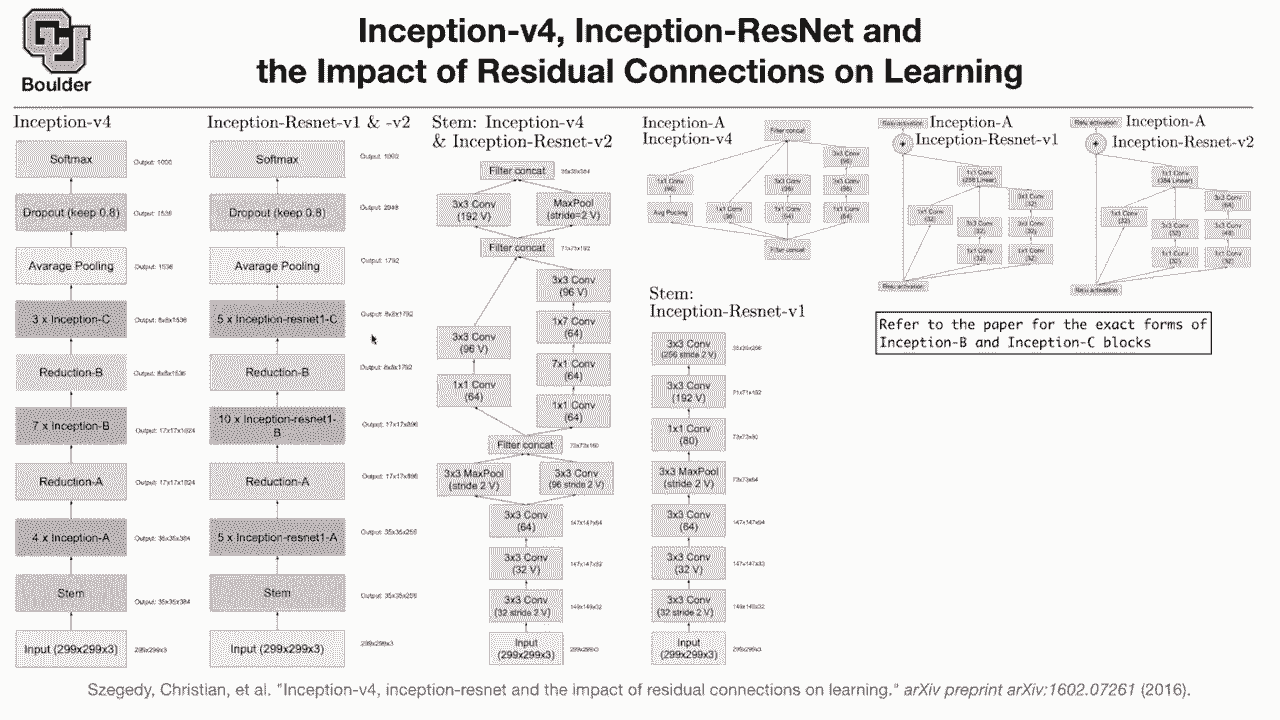 Boulder
Inception-v4, Inception-ResNet and
the Impact of Residual Connections on Learning
Inception-v4
Softmax
Output: 1000
Dropout (keep 0.8)
Output: 1536
Avarage Pooling
Output: 1536
3 x Inception-C
Output: 8x8x1536
Reduction-B
Output: 8x8x1536
7 x Inception-B
Output: 17x17x1024
Reduction-A
Output: 17x17x1024
x Inception-A
Output: 35x35x384
Stem
Output: 35x35x384
Input (299x299x3)
299x299x3
Inception-Resnet-v1 & -v2
Softmax
Output: 1000
Dropout (keep 0.8)
Output: 2048
Avarage Pooling
Output: 1792
5 x Inception-resnet1-C
Output: 8x8x1792
Reduction-B
Output: 8x8x1792
10 x Inception-resnet1-
B
Output: 17x17x896
Reduction-A
Output: 17x17x896
5 x Inception-resnet1-A
Output: 35x35x256
Stem
Output: 35x35x256
Input (299x299x3)
299x299x3
Stem: Inception-v4
& Inception-Resnet-v2
Filter concat
35x35x384
3x3 Conv
(192 V)
MaxPool
(stride=2 V)
Filter concat
71x71x192
3x3 Conv
(96 V)
1x7 Conv
(64)
3x3 Conv
(96 V)
7x1 Conv
(64)
1x1 Conv
(64)
1x1 Conv
(64)
Filter concat
73x73x160
3x3 MaxPool
(stride 2 V)
3x3 Conv
(96 stride 2 V)
3x3 Conv
(64)
147x147x64
3x3 Conv
(32 V)
147x147x32
3x3 Conv
(32 stride 2 V)
149x149x32
Input
(299x299x3)
299x299x3
Inception-A
Inception-v4
Filter concat
3x3 Conv
(96)
1x1 Conv
(96)
3x3 Conv
(96)
3x3 Conv
(96)
Avg Pooling
1x1 Conv
(96)
1x1 Conv
(64)
1x1 Conv
(64)
Filter concat
Stem:
Inception-Resnet-v1
3x3 Conv
(256 stride 2 V)
35x35x256
3x3 Conv
(192 V)
71x71x192
1x1 Conv
(80)
73x73x80
3x3 MaxPool
(stride 2 V)
73x73x64
3x3 Conv
(64)
147x147x64
3x3 Conv
(32 V)
147x147x32
3x3 Conv
(32 stride 2 V)
149x149x32
Input
(299x299x3)
299x299x3
Relu activation
+
Inception-A
Inception-Resnet-v1
1x1 Conv
(256 Linear)
3x3 Conv
(32)
1x1 Conv
(32)
3x3 Conv
(32)
3x3 Conv
(32)
1x1 Conv
(32)
1x1 Conv
(32)
Relu activation
Relu activation
+
Inception-A
Inception-Resnet-v2
1x1 Conv
3x3 Conv
(64)
1x1 Conv
(32)
3x3 Conv
(32)
3x3 Conv
(48)
1x1 Conv
(32)
1x1 Conv
(32)
Relu activation
Refer to the paper for the exact forms of
Inception-B and Inception-C blocks
Szegedy, Christian, et al. "Inception-v4, inception-resnet and the impact of residual connections on learning." arXiv preprint arXiv:1602.07261 (2016).